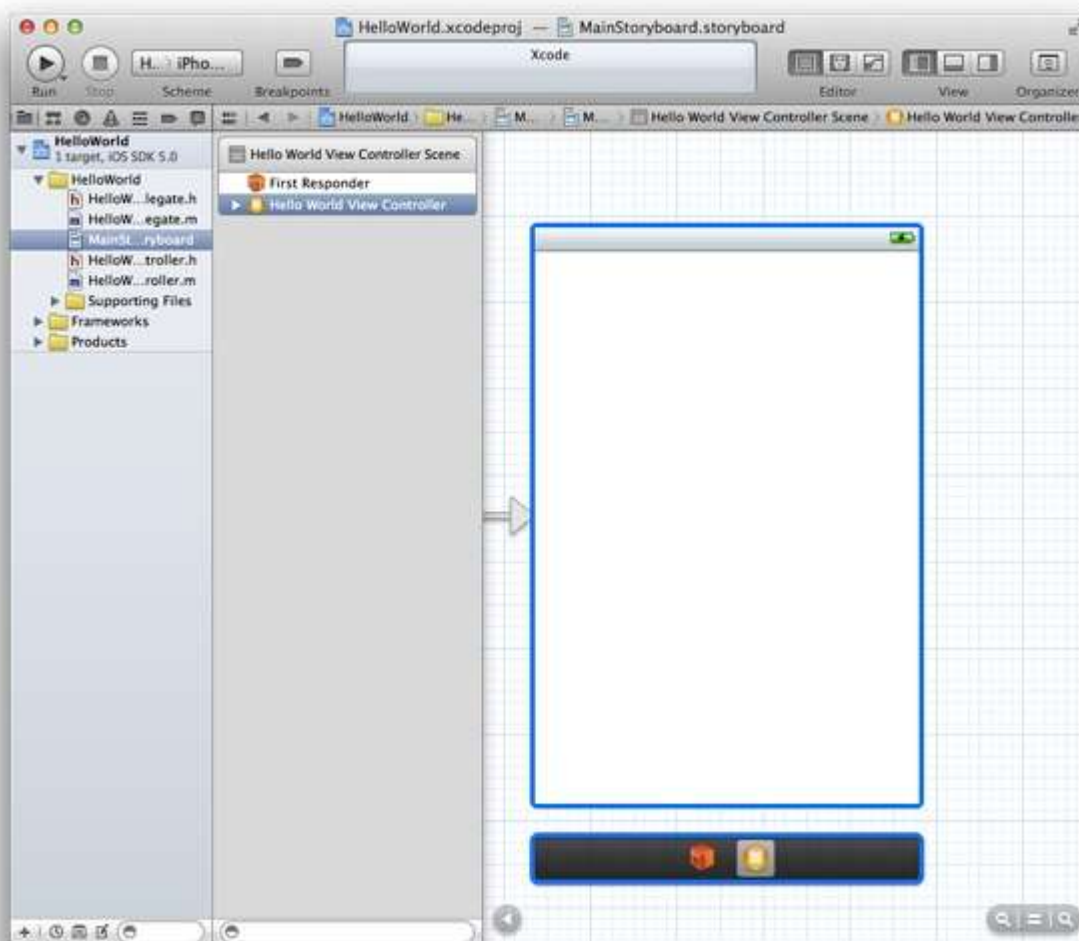 HelloWorld.xcodeproj — MainStoryboard.storyboard
H... iPho...
Xcode
Run
Stop
Scheme
Breakpoints
Editor
View
Organizer
HelloWorld
He...
M...
M...
Hello World View Controller Scene
Hello World View Controller
HelloWorld
1 target, iOS SDK 5.0
HelloWorld
HelloW...legate.h
HelloW...egate.m
MainSt...ryboard
HelloW...troller.h
HelloW...roller.m
Supporting Files
Frameworks
Products
Hello World View Controller Scene
First Responder
Hello World View Controller